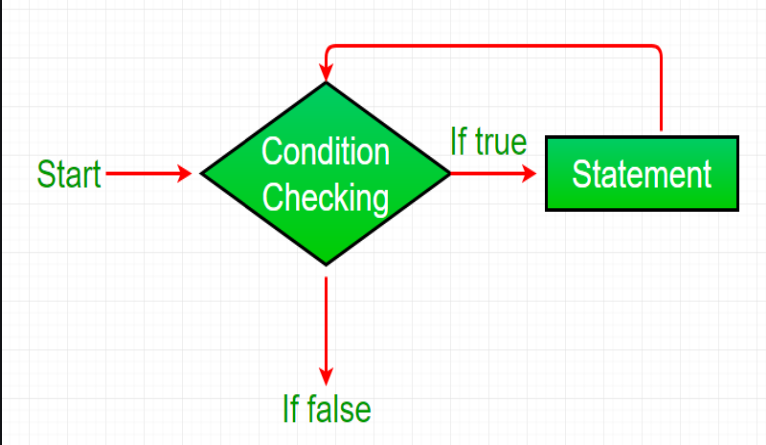 Start
Condition
Checking
If true
Statement
If false